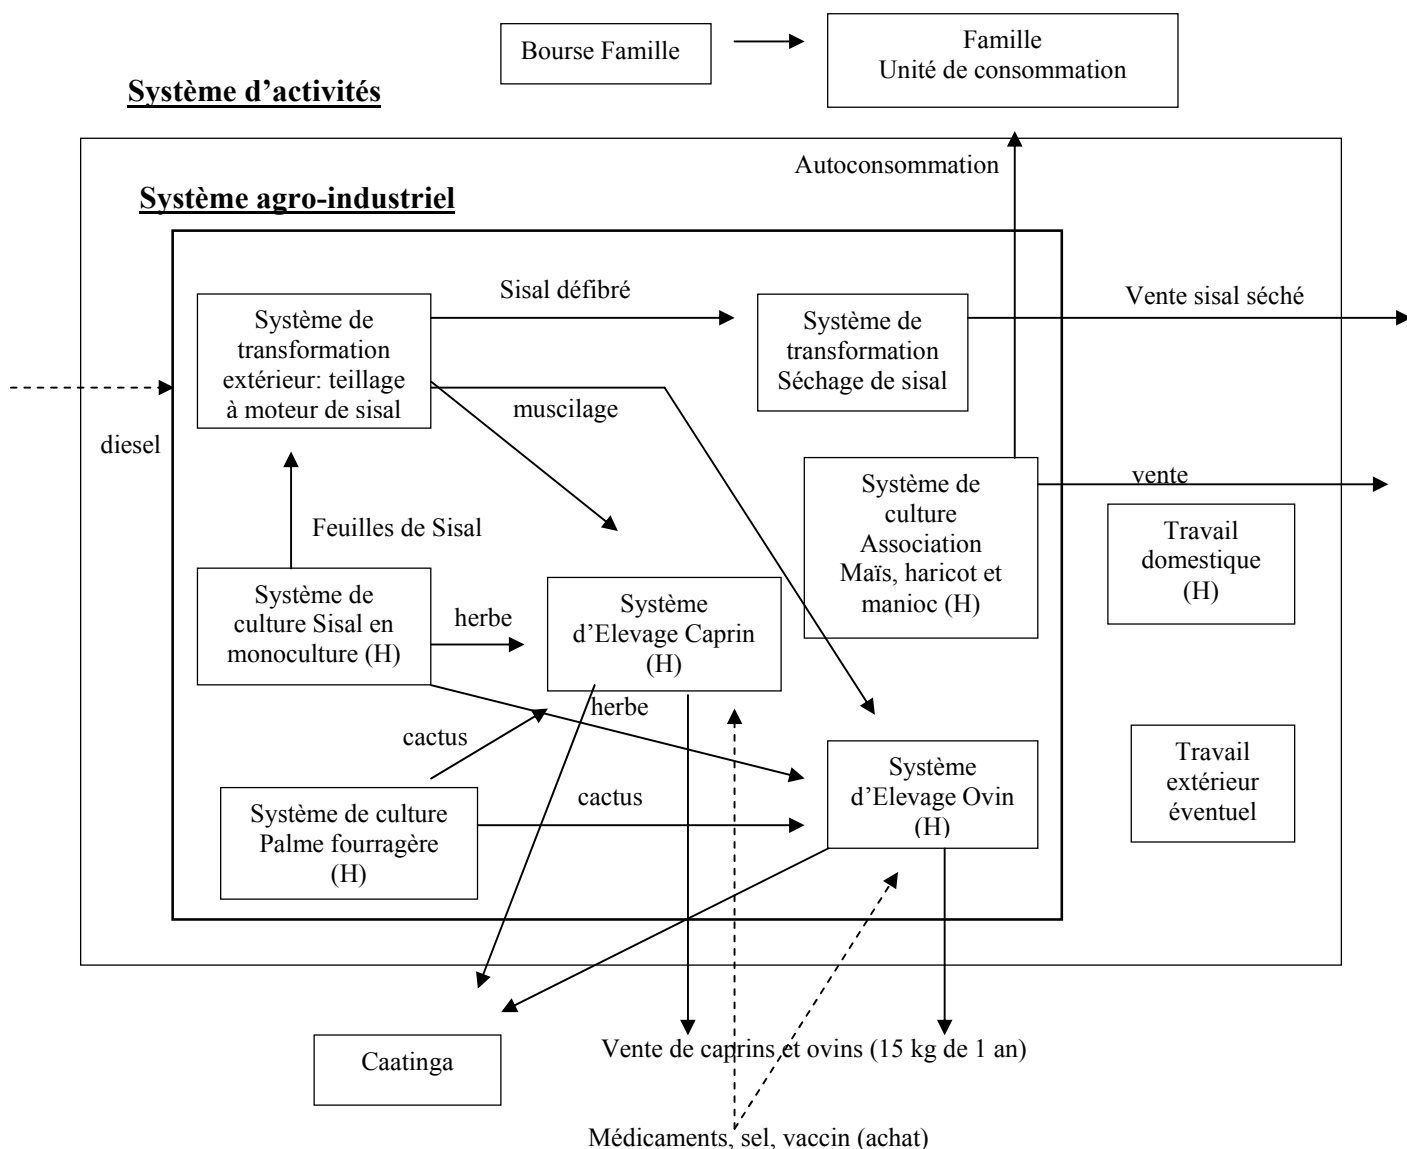 Bourse Famille
Famille
Unité de consommation
Système d'activités
Autoconsommation
Système agro-industriel
Sisal défibré
Vente sisal séché
Système de
transformation
extérieur: teillage
à moteur de sisal
Système de
transformation
Séchage de sisal
muscilage
diesel
Système de
culture
Association
Maïs, haricot et
manioc (H)
vente
Travail
domestique
(H)
Feuilles de Sisal
Système de
culture Sisal en
monoculture (H)
herbe
Système
d'Elevage Caprin
(H)
herbe
cactus
Système
d'Elevage Ovin
(H)
Travail
extérieur
éventuel
cactus
Système de culture
Palme fourragère
(H)
Caatinga
Vente de caprins et ovins (15 kg de 1 an)
Médicaments, sel, vaccin (achat)